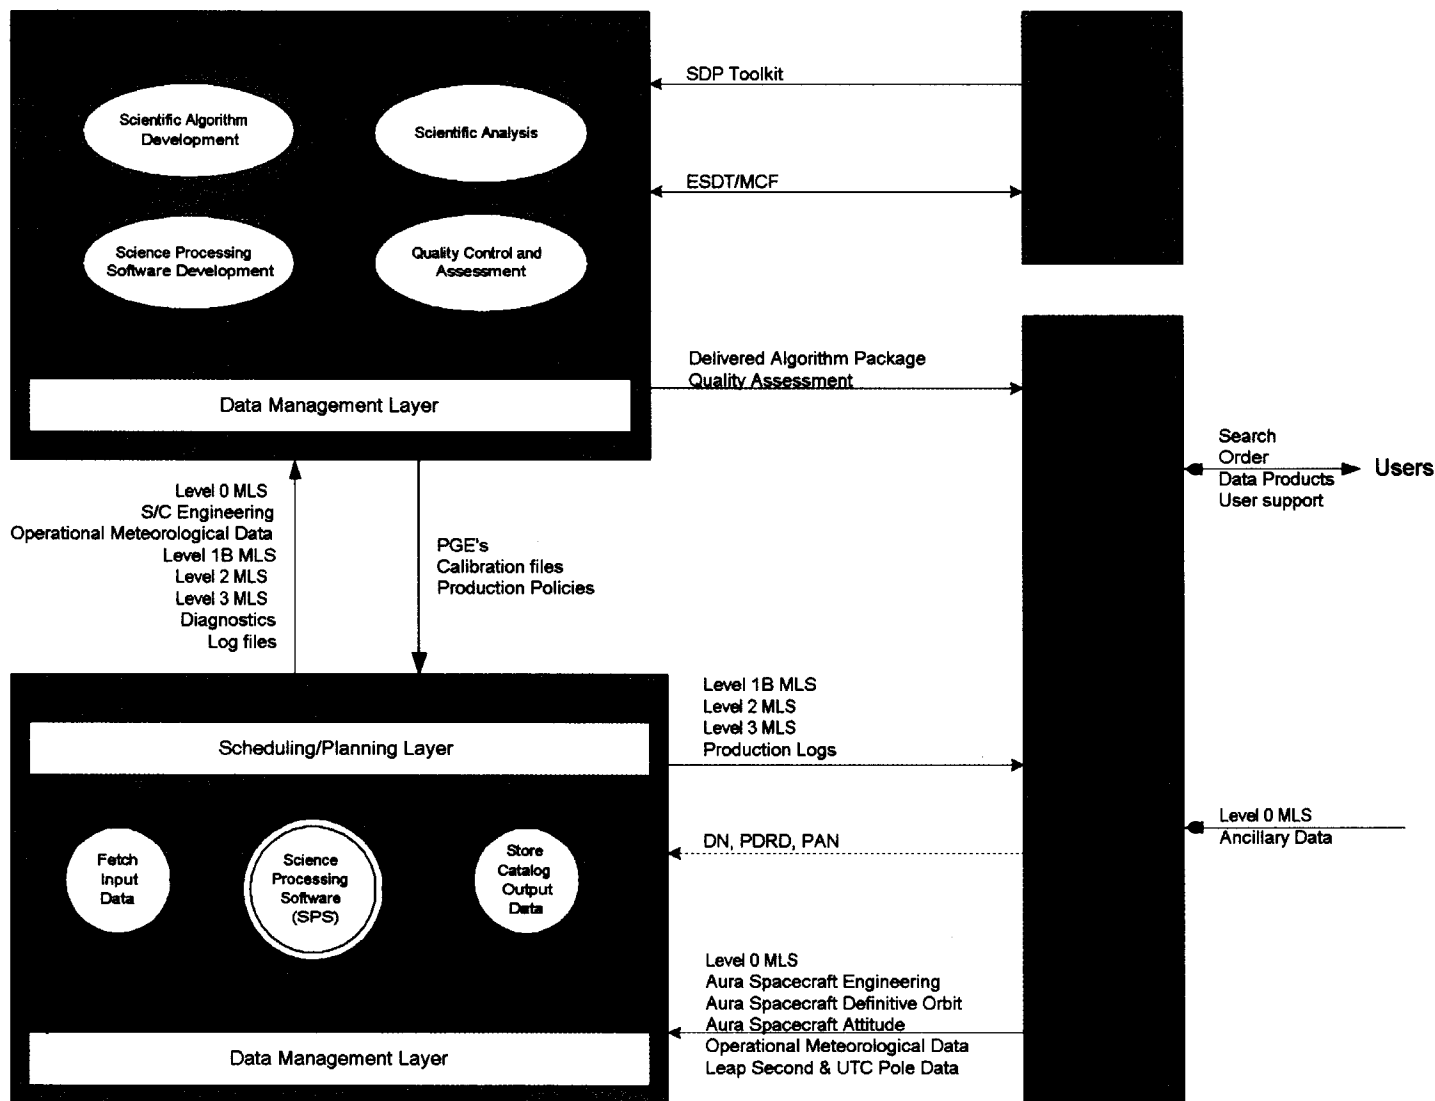 SDP Toolkit
Scientific Algorithm
Development
Scientific Analysis
ESDT/MCF
Science Processing
Software Development
Quality Control and
Assessment
Delivered Algorithm Package
Quality Assessment
Data Management Layer
Search
Order
Data Products
User support
Users
Level 0 MLS
S/C Engineering
Operational Meteorological Data
Level 1B MLS
Level 2 MLS
Level 3 MLS
Diagnostics
Log files
PGE's
Calibration files
Production Policies
Level 1B MLS
Level 2 MLS
Level 3 MLS
Production Logs
Scheduling/Planning Layer
Level 0 MLS
Ancillary Data
DN, PDRD, PAN
Fetch
Input
Data
Science
Processing
Software
(SPS)
Store
Catalog
Output
Data
Level 0 MLS
Aura Spacecraft Engineering
Aura Spacecraft Definitive Orbit
Aura Spacecraft Attitude
Operational Meteorological Data
Leap Second & UTC Pole Data
Data Management Layer